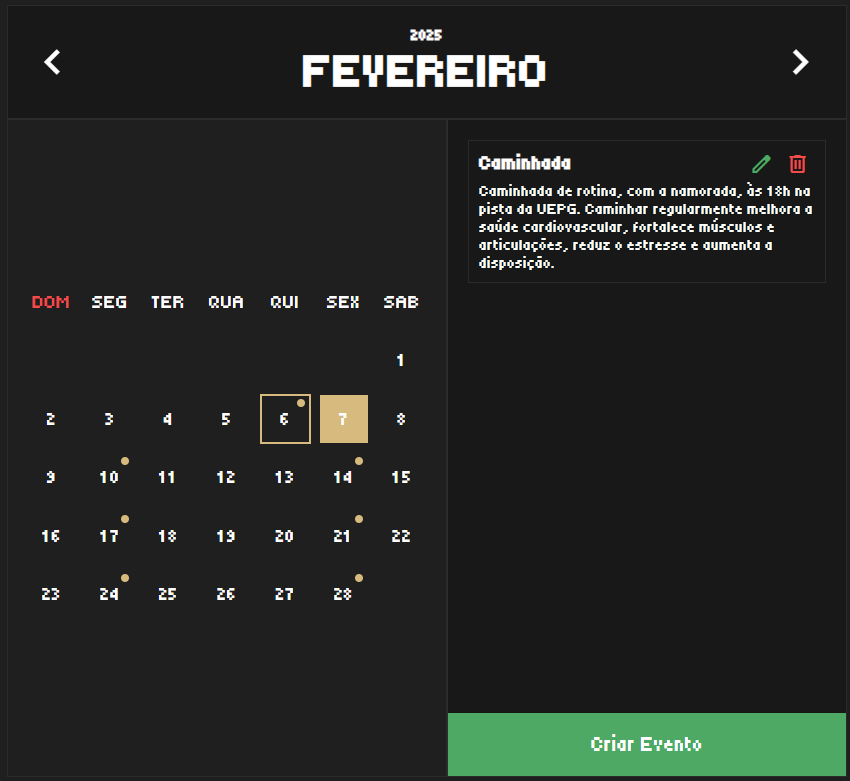 2025
FEVEREIRO
Caminhada
Caminhada de rotina, com a namorada, às 18h na
pista da UEPG. Caminhar regularmente melhora a
saúde cardiovascular, fortalece músculos e
articulações, reduz o estresse e aumenta a
disposição.
DOM SEG TER QUA QUI SEX SAB
1
2 3 4 5 6 7 8
9 10 11 12 13 14 15
16 17 18 19 20 21 22
23 24 25 26 27 28
Criar Evento